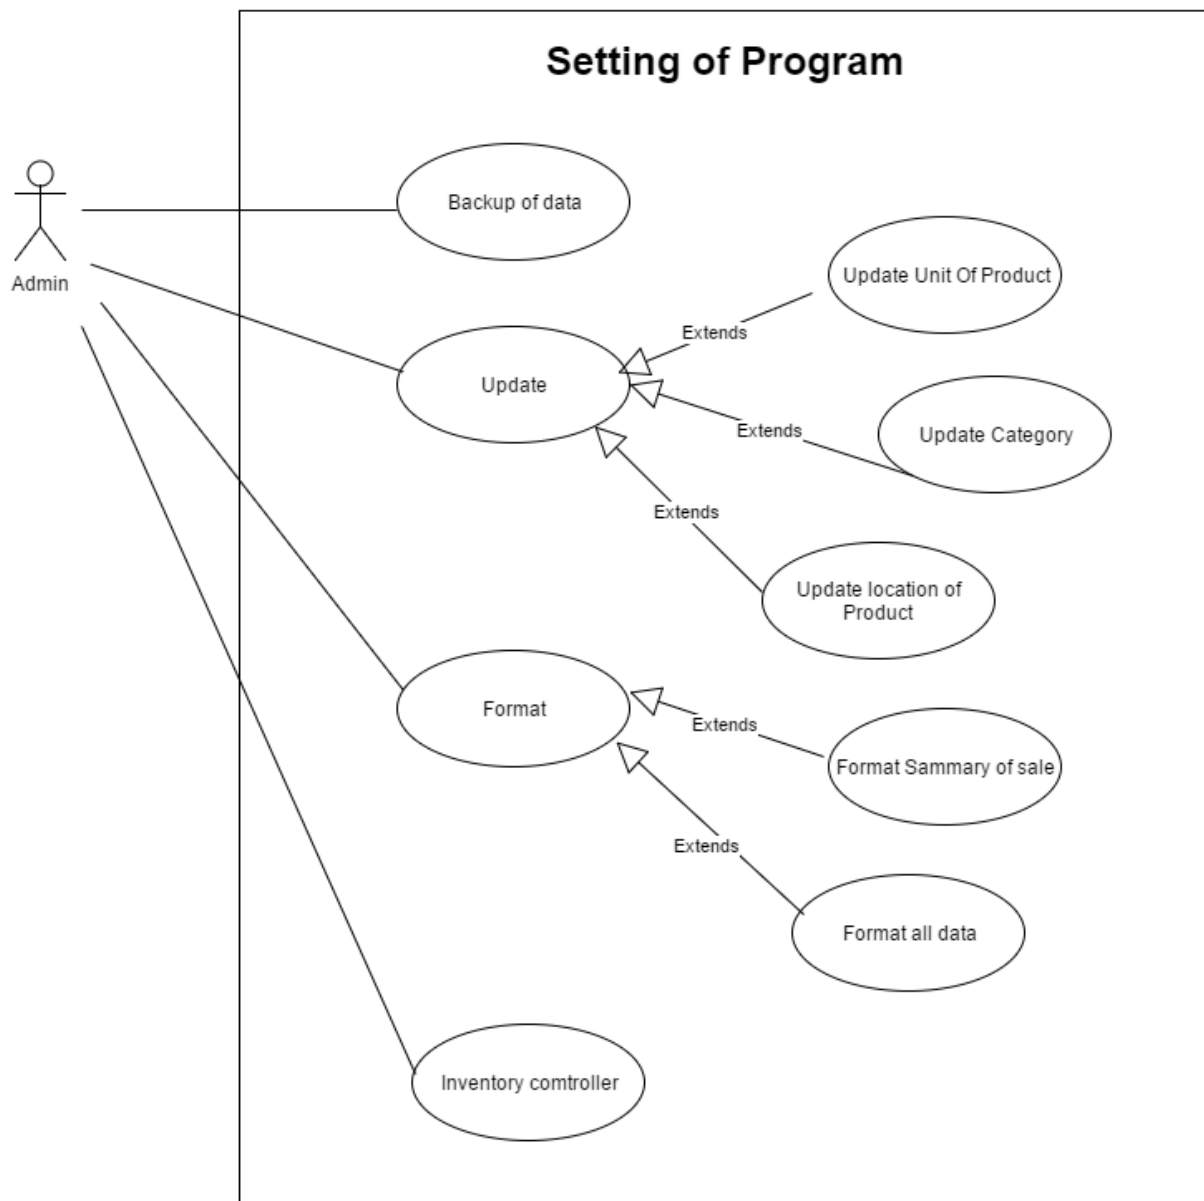 Setting of Program
Admin
Backup of data
Update Unit Of Product
Extends
Update
Extends
Update Category
Extends
Update location of
Product
Format
Extends
Format Sammary of sale
Extends
Format all data
Inventory comtroller